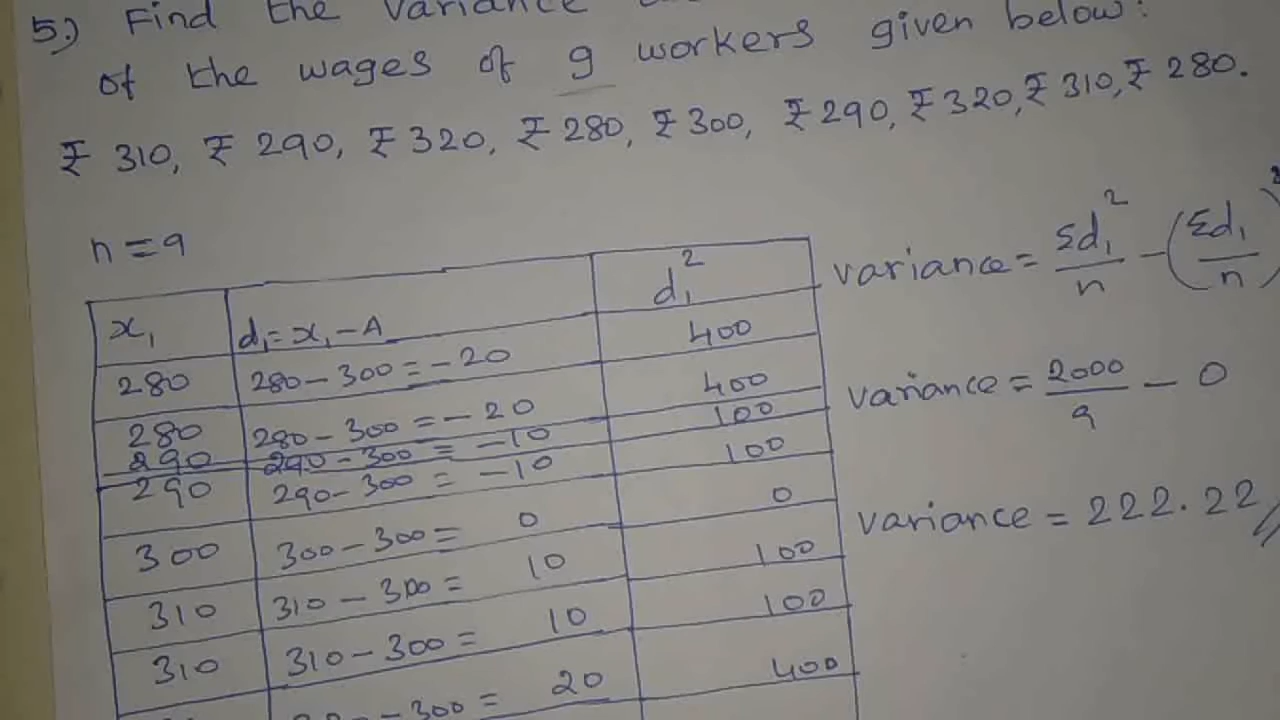 5.) Find the variance
of the wages of 9 workers given below:
₹ 310, ₹ 290, ₹ 320, ₹ 280, ₹ 300, ₹ 290, ₹ 320, ₹ 310, ₹ 280.
n = 9
x₁ d₁ = x₁ - A d₁²
280 280 - 300 = -20 400
280 280 - 300 = -20 400
290 290 - 300 = -10 100
290 290 - 300 = -10 100
300 300 - 300 = 0 0
310 310 - 300 = 10 100
310 310 - 300 = 10 100
- 300 = 20 400
variance = Σd₁²/n - (Σd₁/n)²
variance = 2000/9 - 0
variance = 222.22//